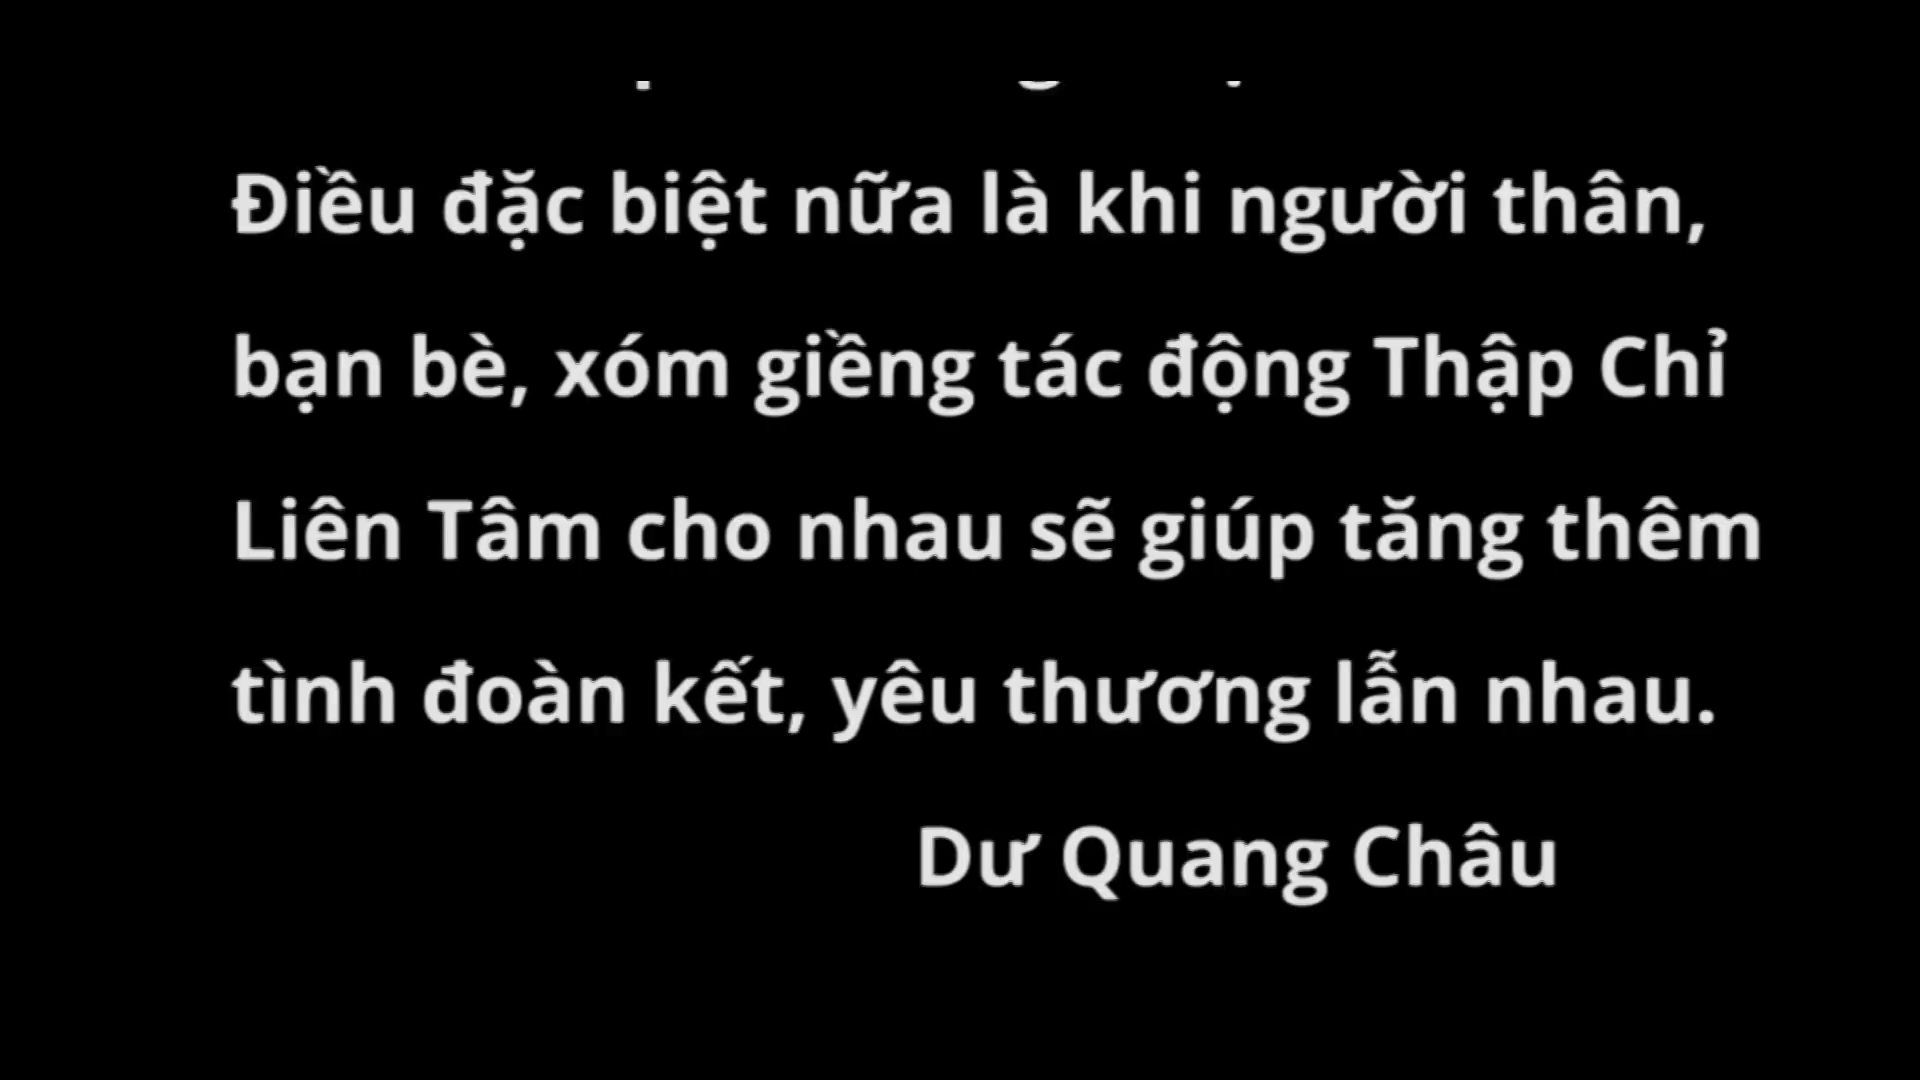 Điều đặc biệt nữa là khi người thân,
bạn bè, xóm giềng tác động Thập Chỉ
Liên Tâm cho nhau sẽ giúp tăng thêm
tình đoàn kết, yêu thương lẫn nhau.
Dư Quang Châu